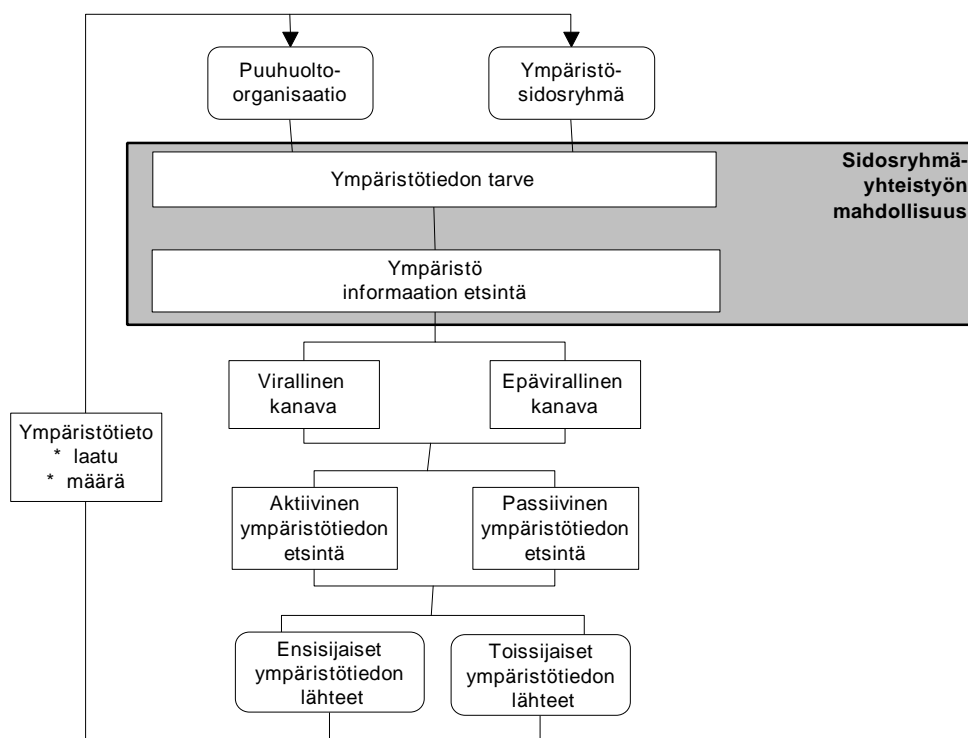 Puuhuolto-
organisaatio
Ympäristö-
sidosryhmä
Sidosryhmä-
yhteistyön
mahdollisuus
Ympäristötiedon tarve
Ympäristö
informaation etsintä
Virallinen
kanava
Epävirallinen
kanava
Ympäristötieto
* laatu
* määrä
Aktiivinen
ympäristötiedon
etsintä
Passiivinen
ympäristötiedon
etsintä
Ensisijaiset
ympäristötiedon
lähteet
Toissijaiset
ympäristötiedon
lähteet